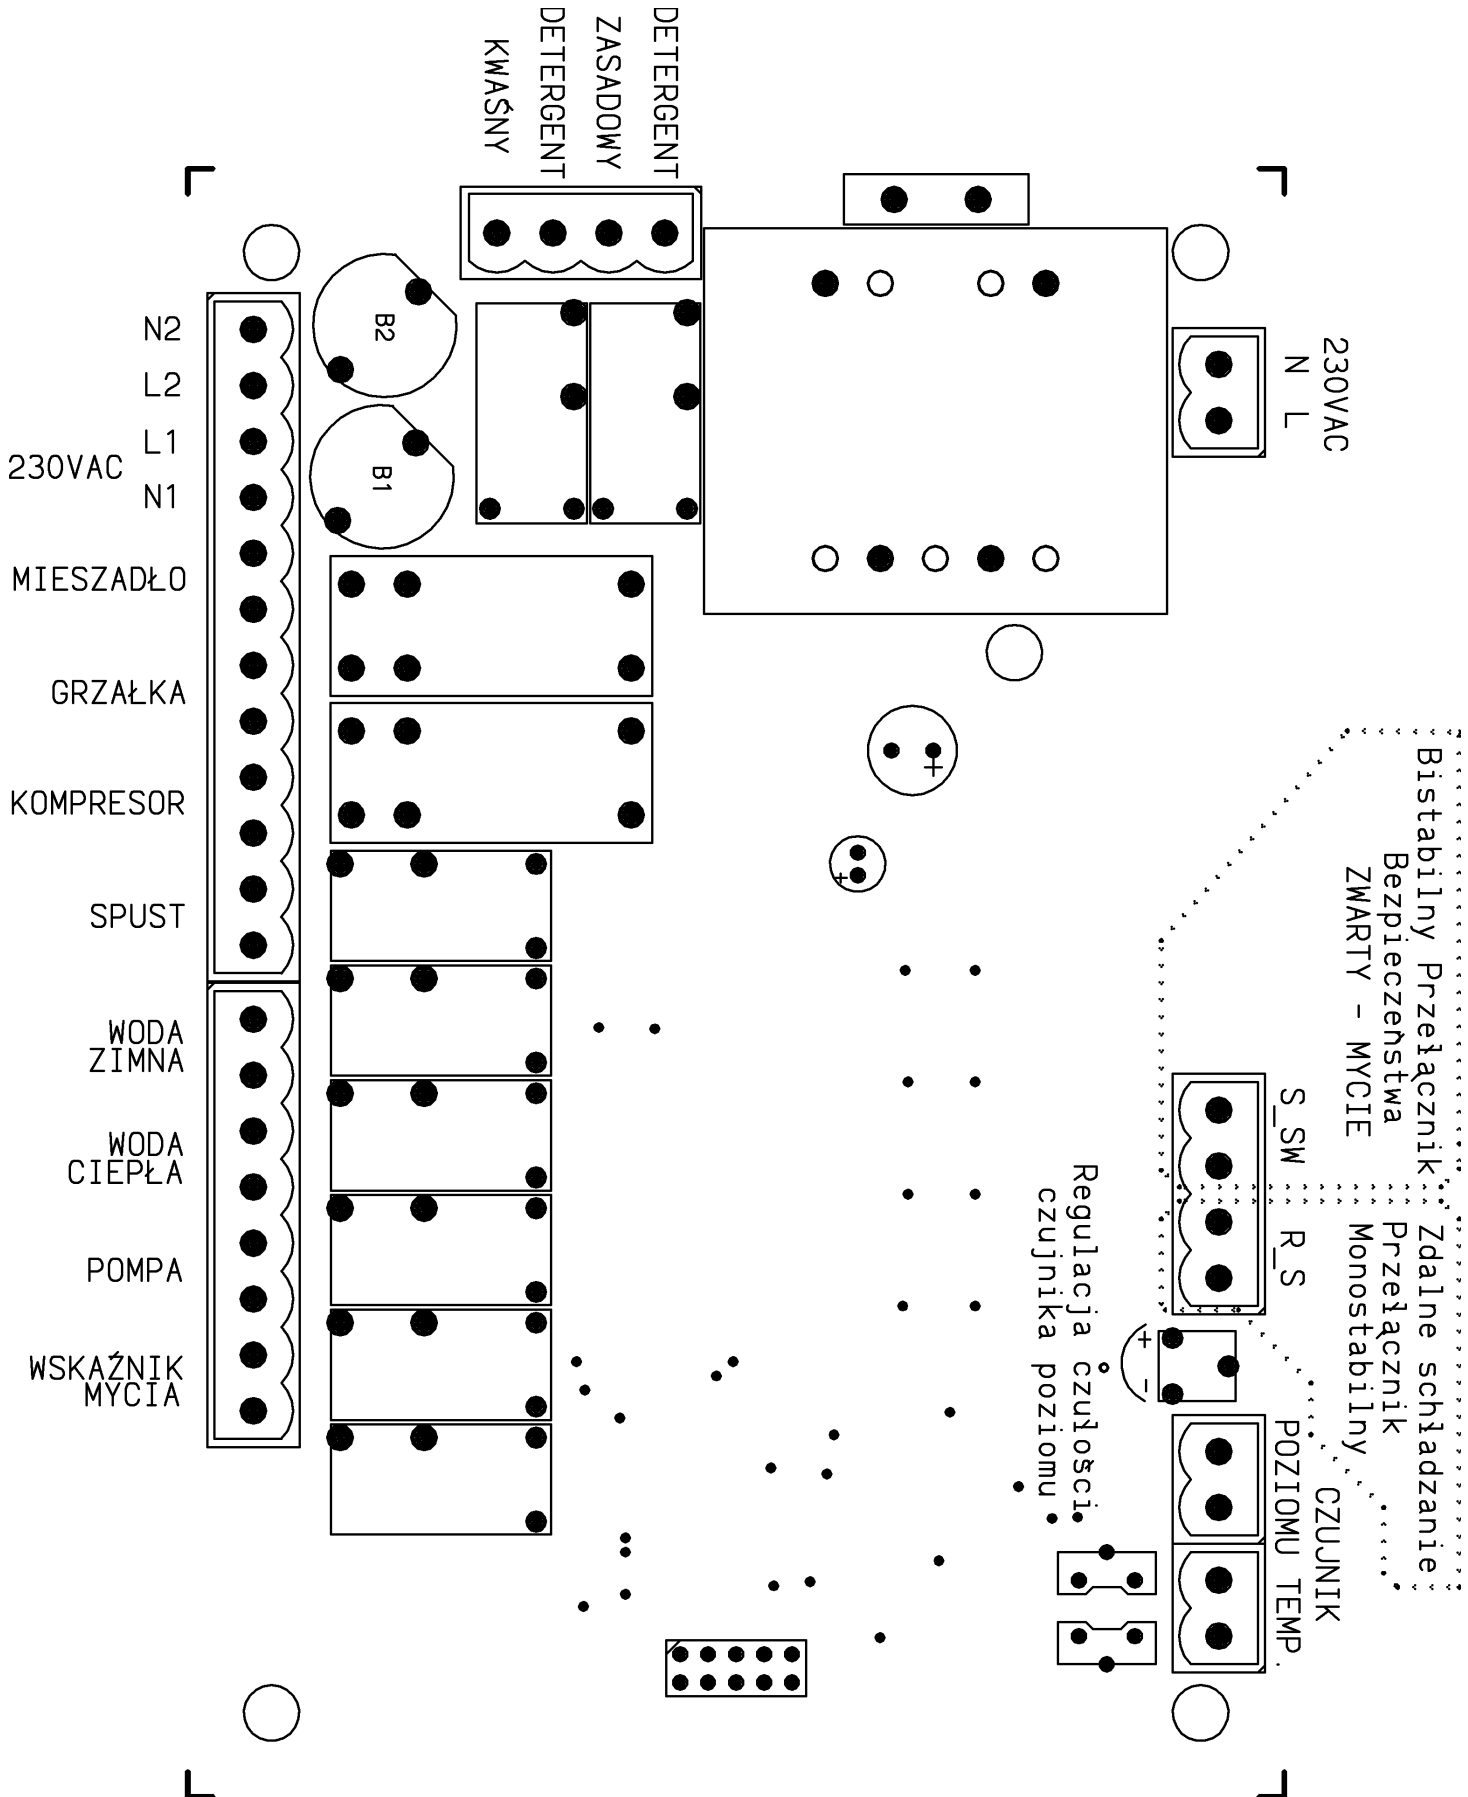 KWAŚNY
DETERGENT
ZASADOWY
DETERGENT
N2
L2
L1
230VAC
N1
MIESZADŁO
GRZAŁKA
KOMPRESOR
SPUST
WODA
ZIMNA
WODA
CIEPŁA
POMPA
WSKAŹNIK
MYCIA
B2
B1
230VAC
N L
+
+
Bistabilny Przełącznik
Bezpieczeństwa
ZWARTY - MYCIE
S_SW
R_S
Zdalne schładzanie
Przełącznik
Monostabilny
Regulacja czułości
czujnika poziomu
+
-
CZUJNIK
POZIOMU TEMP.